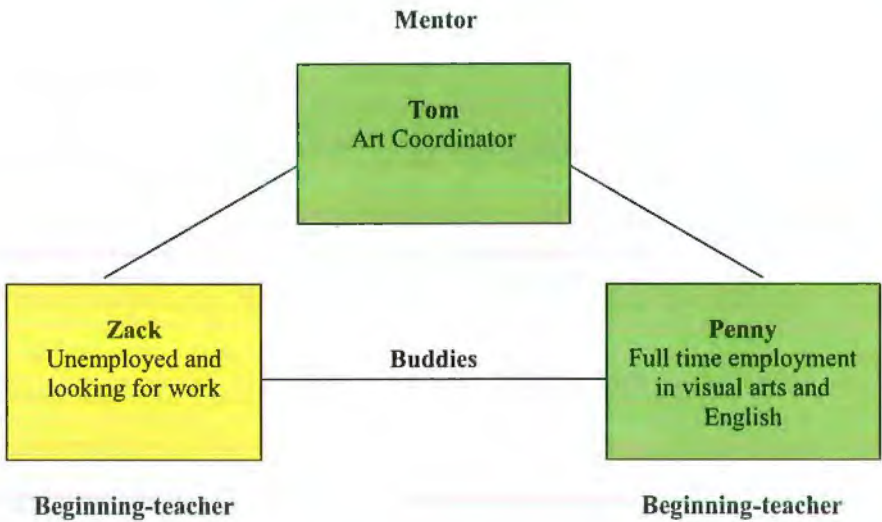 Mentor
Tom
Art Coordinator
Zack
Unemployed and
looking for work
Buddies
Penny
Full time employment
in visual arts and
English
Beginning-teacher
Beginning-teacher